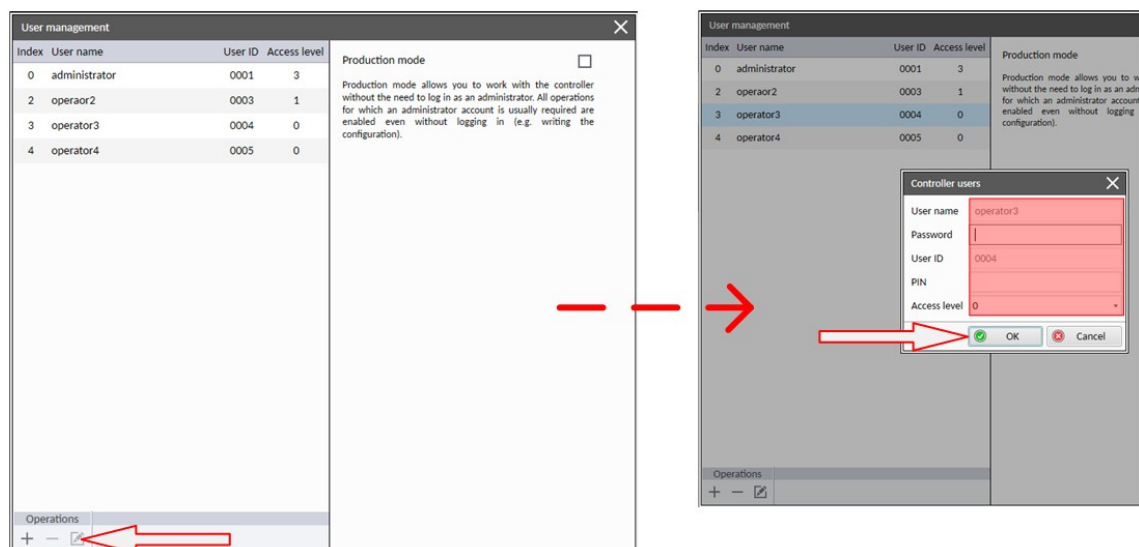 User management
Index User name User ID Access level
0 administrator 0001 3
2 operaor2 0003 1
3 operator3 0004 0
4 operator4 0005 0
Production mode
Production mode allows you to work with the controller
without the need to log in as an administrator. All operations
for which an administrator account is usually required are
enabled even without logging in (e.g. writing the
configuration).
Operations
User management
Index User name User ID Access level
0 administrator 0001 3
2 operaor2 0003 1
3 operator3 0004 0
4 operator4 0005 0
Production mode
Production mode allows you to
without the need to log in as an
for which an administrator
enabled even without logging
configuration).
Controller users
User name operator3
Password
User ID 0004
PIN
Access level 0
OK Cancel
Operations